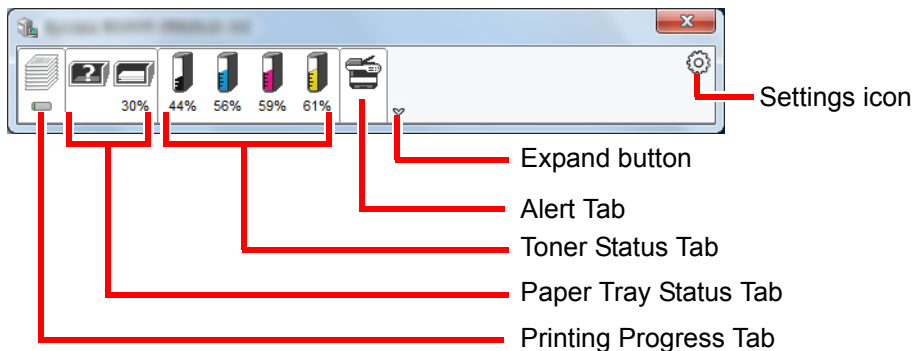 x
?
30% 44% 56% 59% 61%
Settings icon
Expand button
Alert Tab
Toner Status Tab
Paper Tray Status Tab
Printing Progress Tab